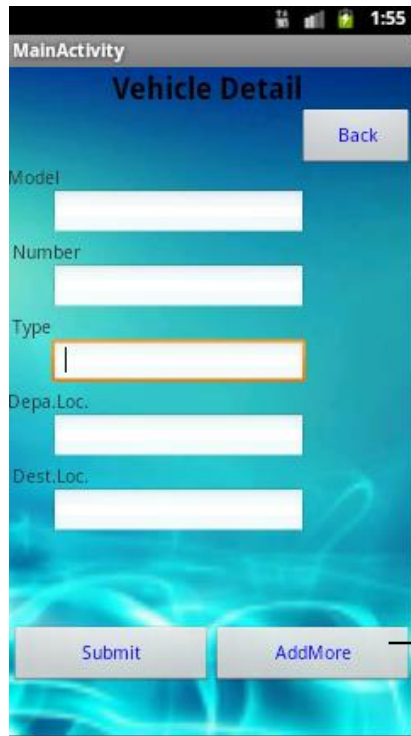 1:55
MainActivity
Vehicle Detail
Back
Model
Number
Type
Depa.Loc.
Dest.Loc.
Submit AddMore